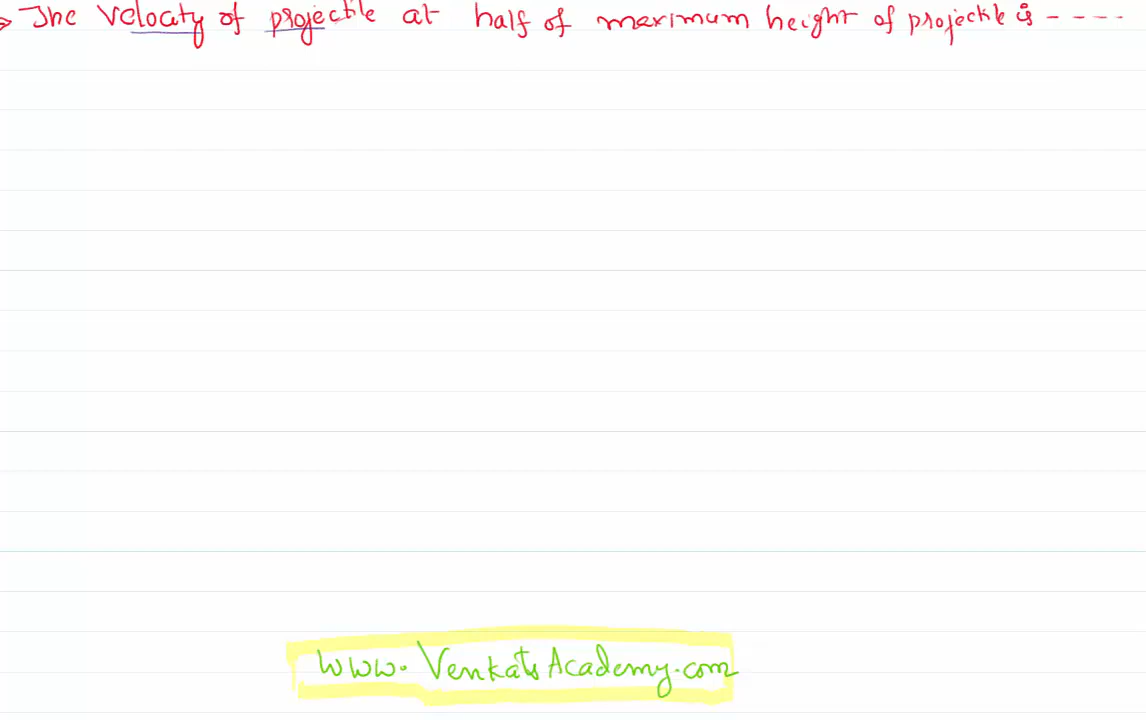 The Velocity of projectile at half of maximum height of projectile is ----
www.VenkatsAcademy.com